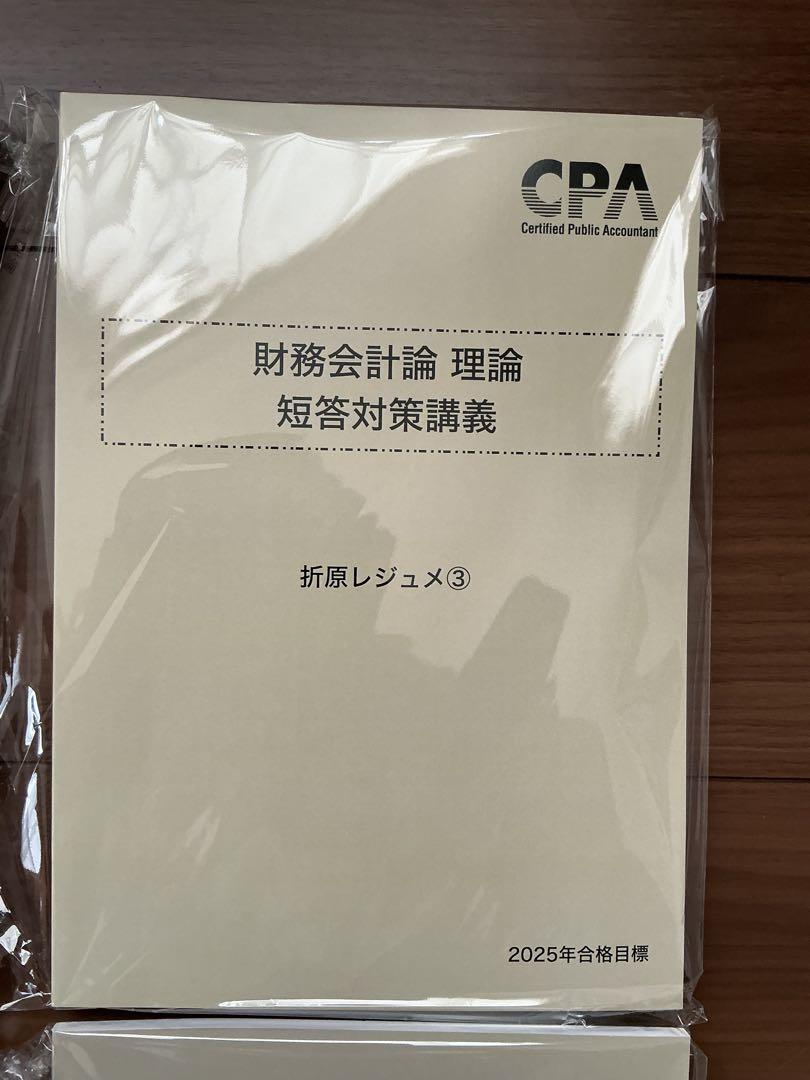 CPA
Certified Public Accountant
財務会計論 理論
短答対策講義
折原レジュメ③
2025年合格目標